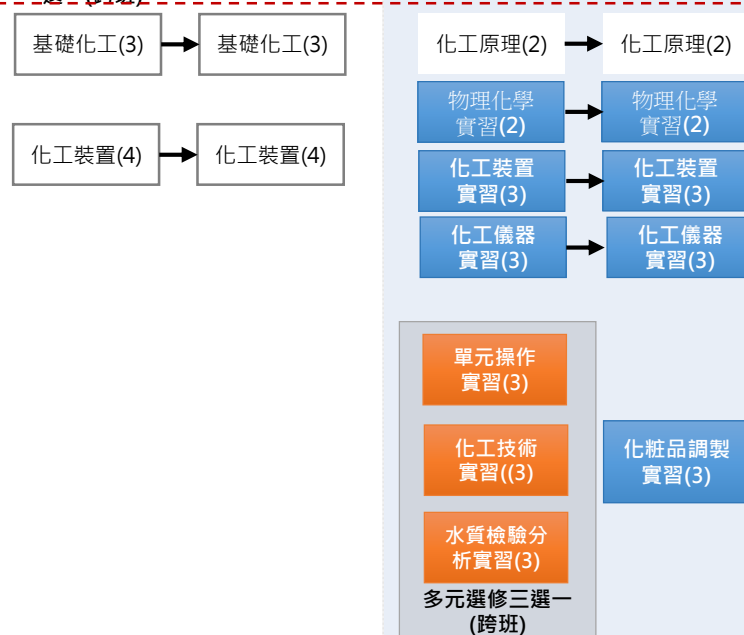 基礎化工(3)
基礎化工(3)
化工原理(2)
化工原理(2)
物理化學
實習(2)
物理化學
實習(2)
化工裝置(4)
化工裝置(4)
化工裝置
實習(3)
化工裝置
實習(3)
化工儀器
實習(3)
化工儀器
實習(3)
單元操作
實習(3)
化工技術
實習((3)
化粧品調製
實習(3)
水質檢驗分
析實習(3)
多元選修三選一
(跨班)